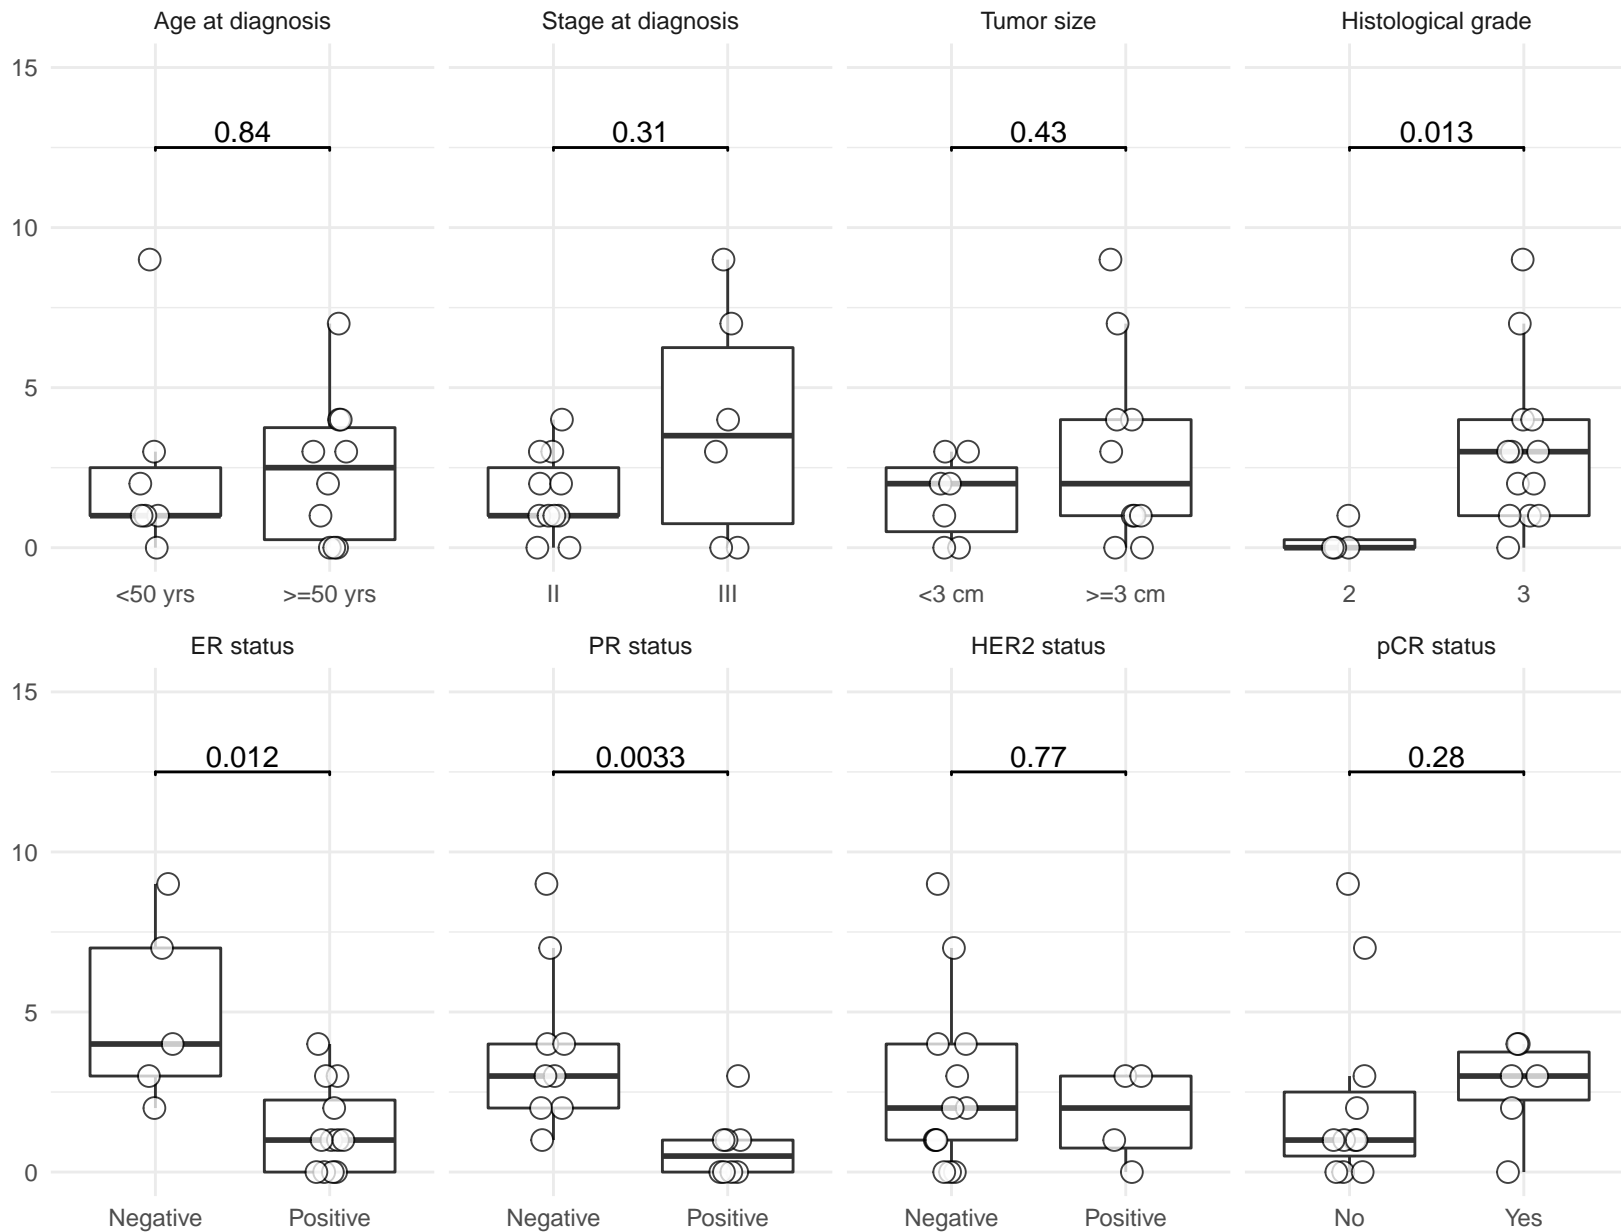 Age at diagnosis Stage at diagnosis Tumor size Histological grade
15
0.84 0.31 0.43 0.013
10
5
0
<50 yrs >=50 yrs II III <3 cm >=3 cm 2 3
ER status PR status HER2 status pCR status
15
0.012 0.0033 0.77 0.28
10
5
0
Negative Positive Negative Positive Negative Positive No Yes